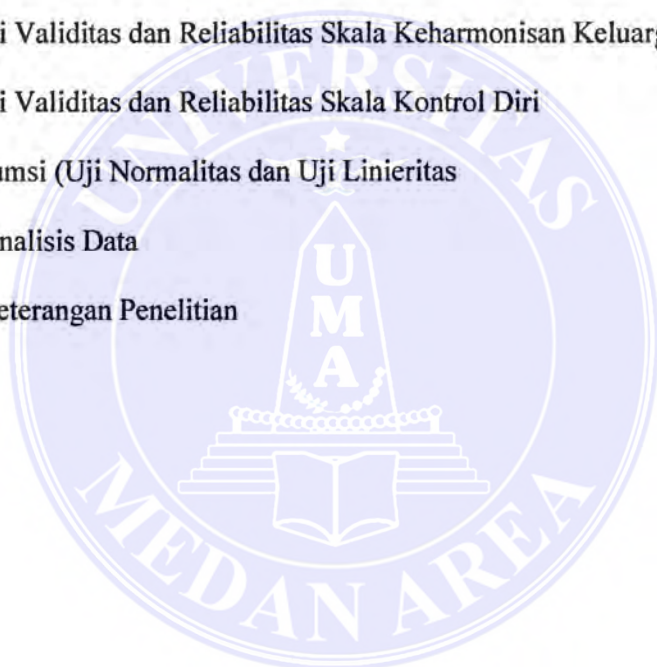 i Validitas dan Reliabilitas Skala Keharmonisan Keluarg
i Validitas dan Reliabilitas Skala Kontrol Diri
umsi (Uji Normalitas dan Uji Linieritas
nalisis Data
eterangan Penelitian
UNIVERSITAS
UMA
MEDAN AREA